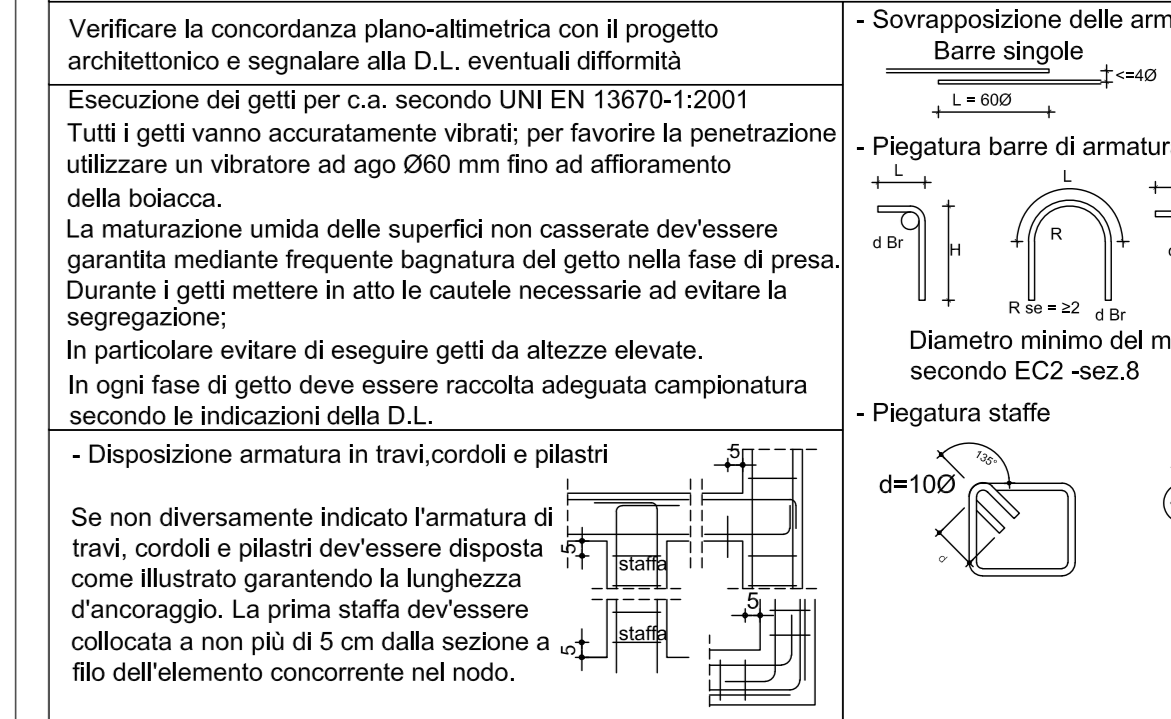 Verificare la concordanza plano-altimetrica con il progetto
architettonico e segnalare alla D.L. eventuali difformità
Esecuzione dei getti per c.a. secondo UNI EN 13670-1:2001
Tutti i getti vanno accuratamente vibrati; per favorire la penetrazione
utilizzare un vibratore ad ago Ø60 mm fino ad affioramento
della boiacca.
La maturazione umida delle superfici non casserate dev'essere
garantita mediante frequente bagnatura del getto nella fase di presa.
Durante i getti mettere in atto le cautele necessarie ad evitare la
segregazione;
In particolare evitare di eseguire getti da altezze elevate.
In ogni fase di getto deve essere raccolta adeguata campionatura
secondo le indicazioni della D.L.
- Disposizione armatura in travi,cordoli e pilastri
Se non diversamente indicato l'armatura di
travi, cordoli e pilastri dev'essere disposta
come illustrato garantendo la lunghezza
d'ancoraggio. La prima staffa dev'essere
collocata a non più di 5 cm dalla sezione a
filo dell'elemento concorrente nel nodo.
5
5
staffa
5
staffa
5
- Sovrapposizione delle
Barre singole
<=4Ø
L = 60Ø
- Piegatura barre di
L
L
d Br
H
R
R se = ≥2
d Br
Diametro minimo del
secondo EC2 -sez.8
- Piegatura staffe
135°
d=10Ø
d